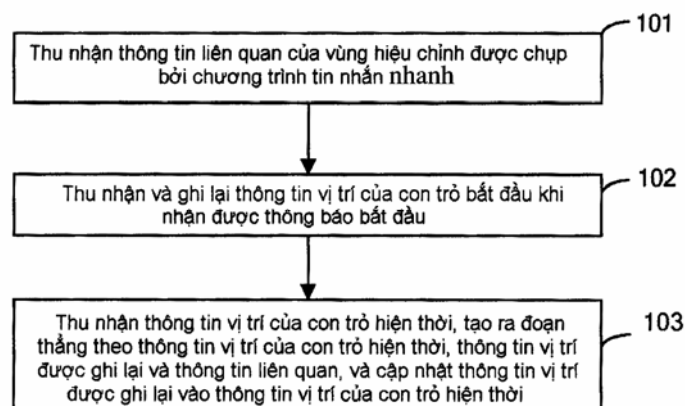 101
Thu nhận thông tin liên quan của vùng hiệu chỉnh được chụp
bởi chương trình tin nhắn nhanh
102
Thu nhận và ghi lại thông tin vị trí của con trỏ bắt đầu khi
nhận được thông báo bắt đầu
103
Thu nhận thông tin vị trí của con trỏ hiện thời, tạo ra đoạn
thẳng theo thông tin vị trí của con trỏ hiện thời, thông tin vị trí
được ghi lại và thông tin liên quan, và cập nhật thông tin vị trí
được ghi lại vào thông tin vị trí của con trỏ hiện thời